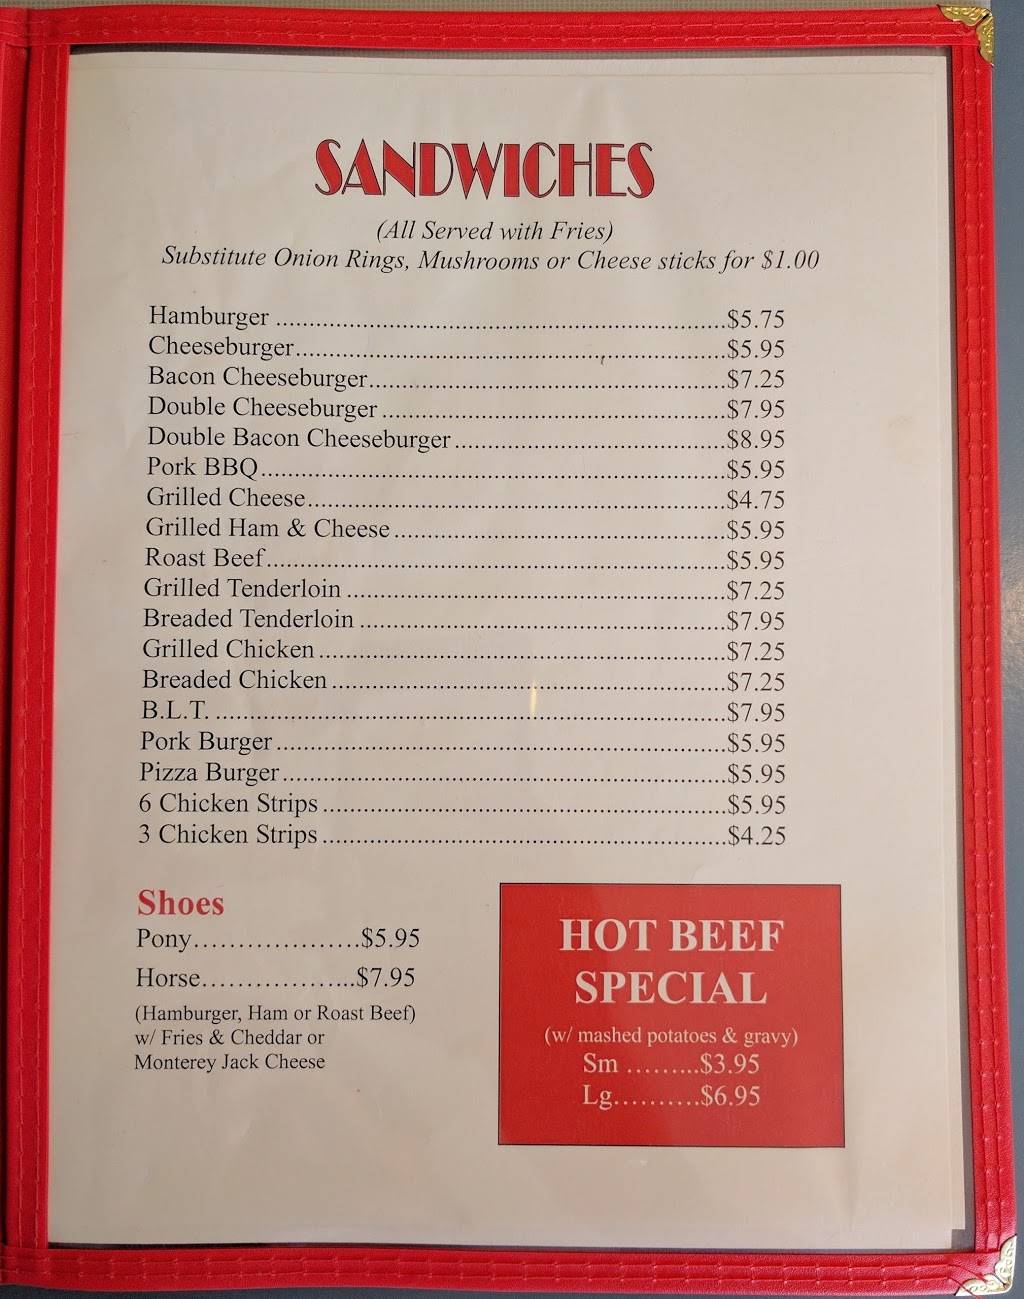 SANDWICHES
(All Served with Fries)
Substitute Onion Rings, Mushrooms or Cheese sticks for $1.00
Hamburger ........................................................................$5.75
Cheeseburger....................................................................$5.95
Bacon Cheeseburger.........................................................$7.25
Double Cheeseburger .......................................................$7.95
Double Bacon Cheeseburger ............................................$8.95
Pork BBQ..........................................................................$5.95
Grilled Cheese..................................................................$4.75
Grilled Ham & Cheese .....................................................$5.95
Roast Beef.........................................................................$5.95
Grilled Tenderloin ............................................................$7.25
Breaded Tenderloin ..........................................................$7.95
Grilled Chicken ................................................................$7.25
Breaded Chicken ..............................................................$7.25
B.L.T. ................................................................................$7.95
Pork Burger ......................................................................$5.95
Pizza Burger.....................................................................$5.95
6 Chicken Strips ...............................................................$5.95
3 Chicken Strips ...............................................................$4.25
Shoes
Pony...................$5.95
Horse..................$7.95
(Hamburger, Ham or Roast Beef)
w/ Fries & Cheddar or
Monterey Jack Cheese
HOT BEEF
SPECIAL
(w/ mashed potatoes & gravy)
Sm .........$3.95
Lg..........$6.95